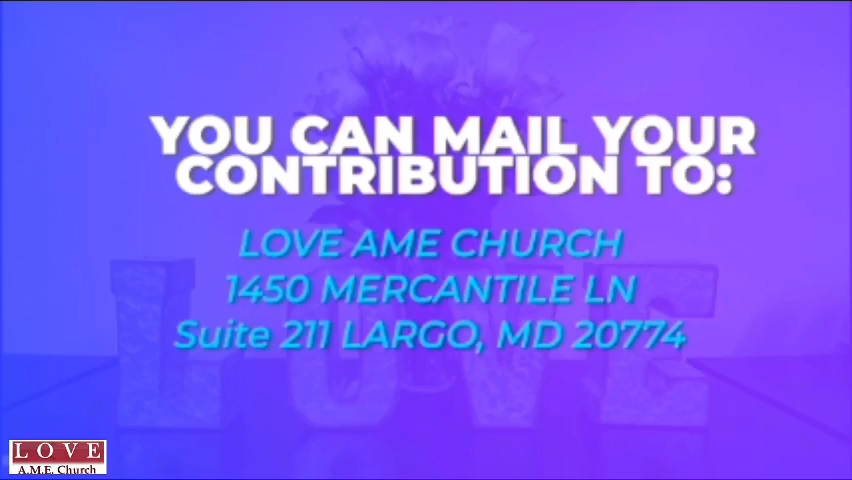 YOU CAN MAIL YOUR
CONTRIBUTION TO:
LOVE AME CHURCH
1450 MERCANTILE LN
Suite 211 LARGO, MD 20774
LOVE
LOVE
A.M.E. Church